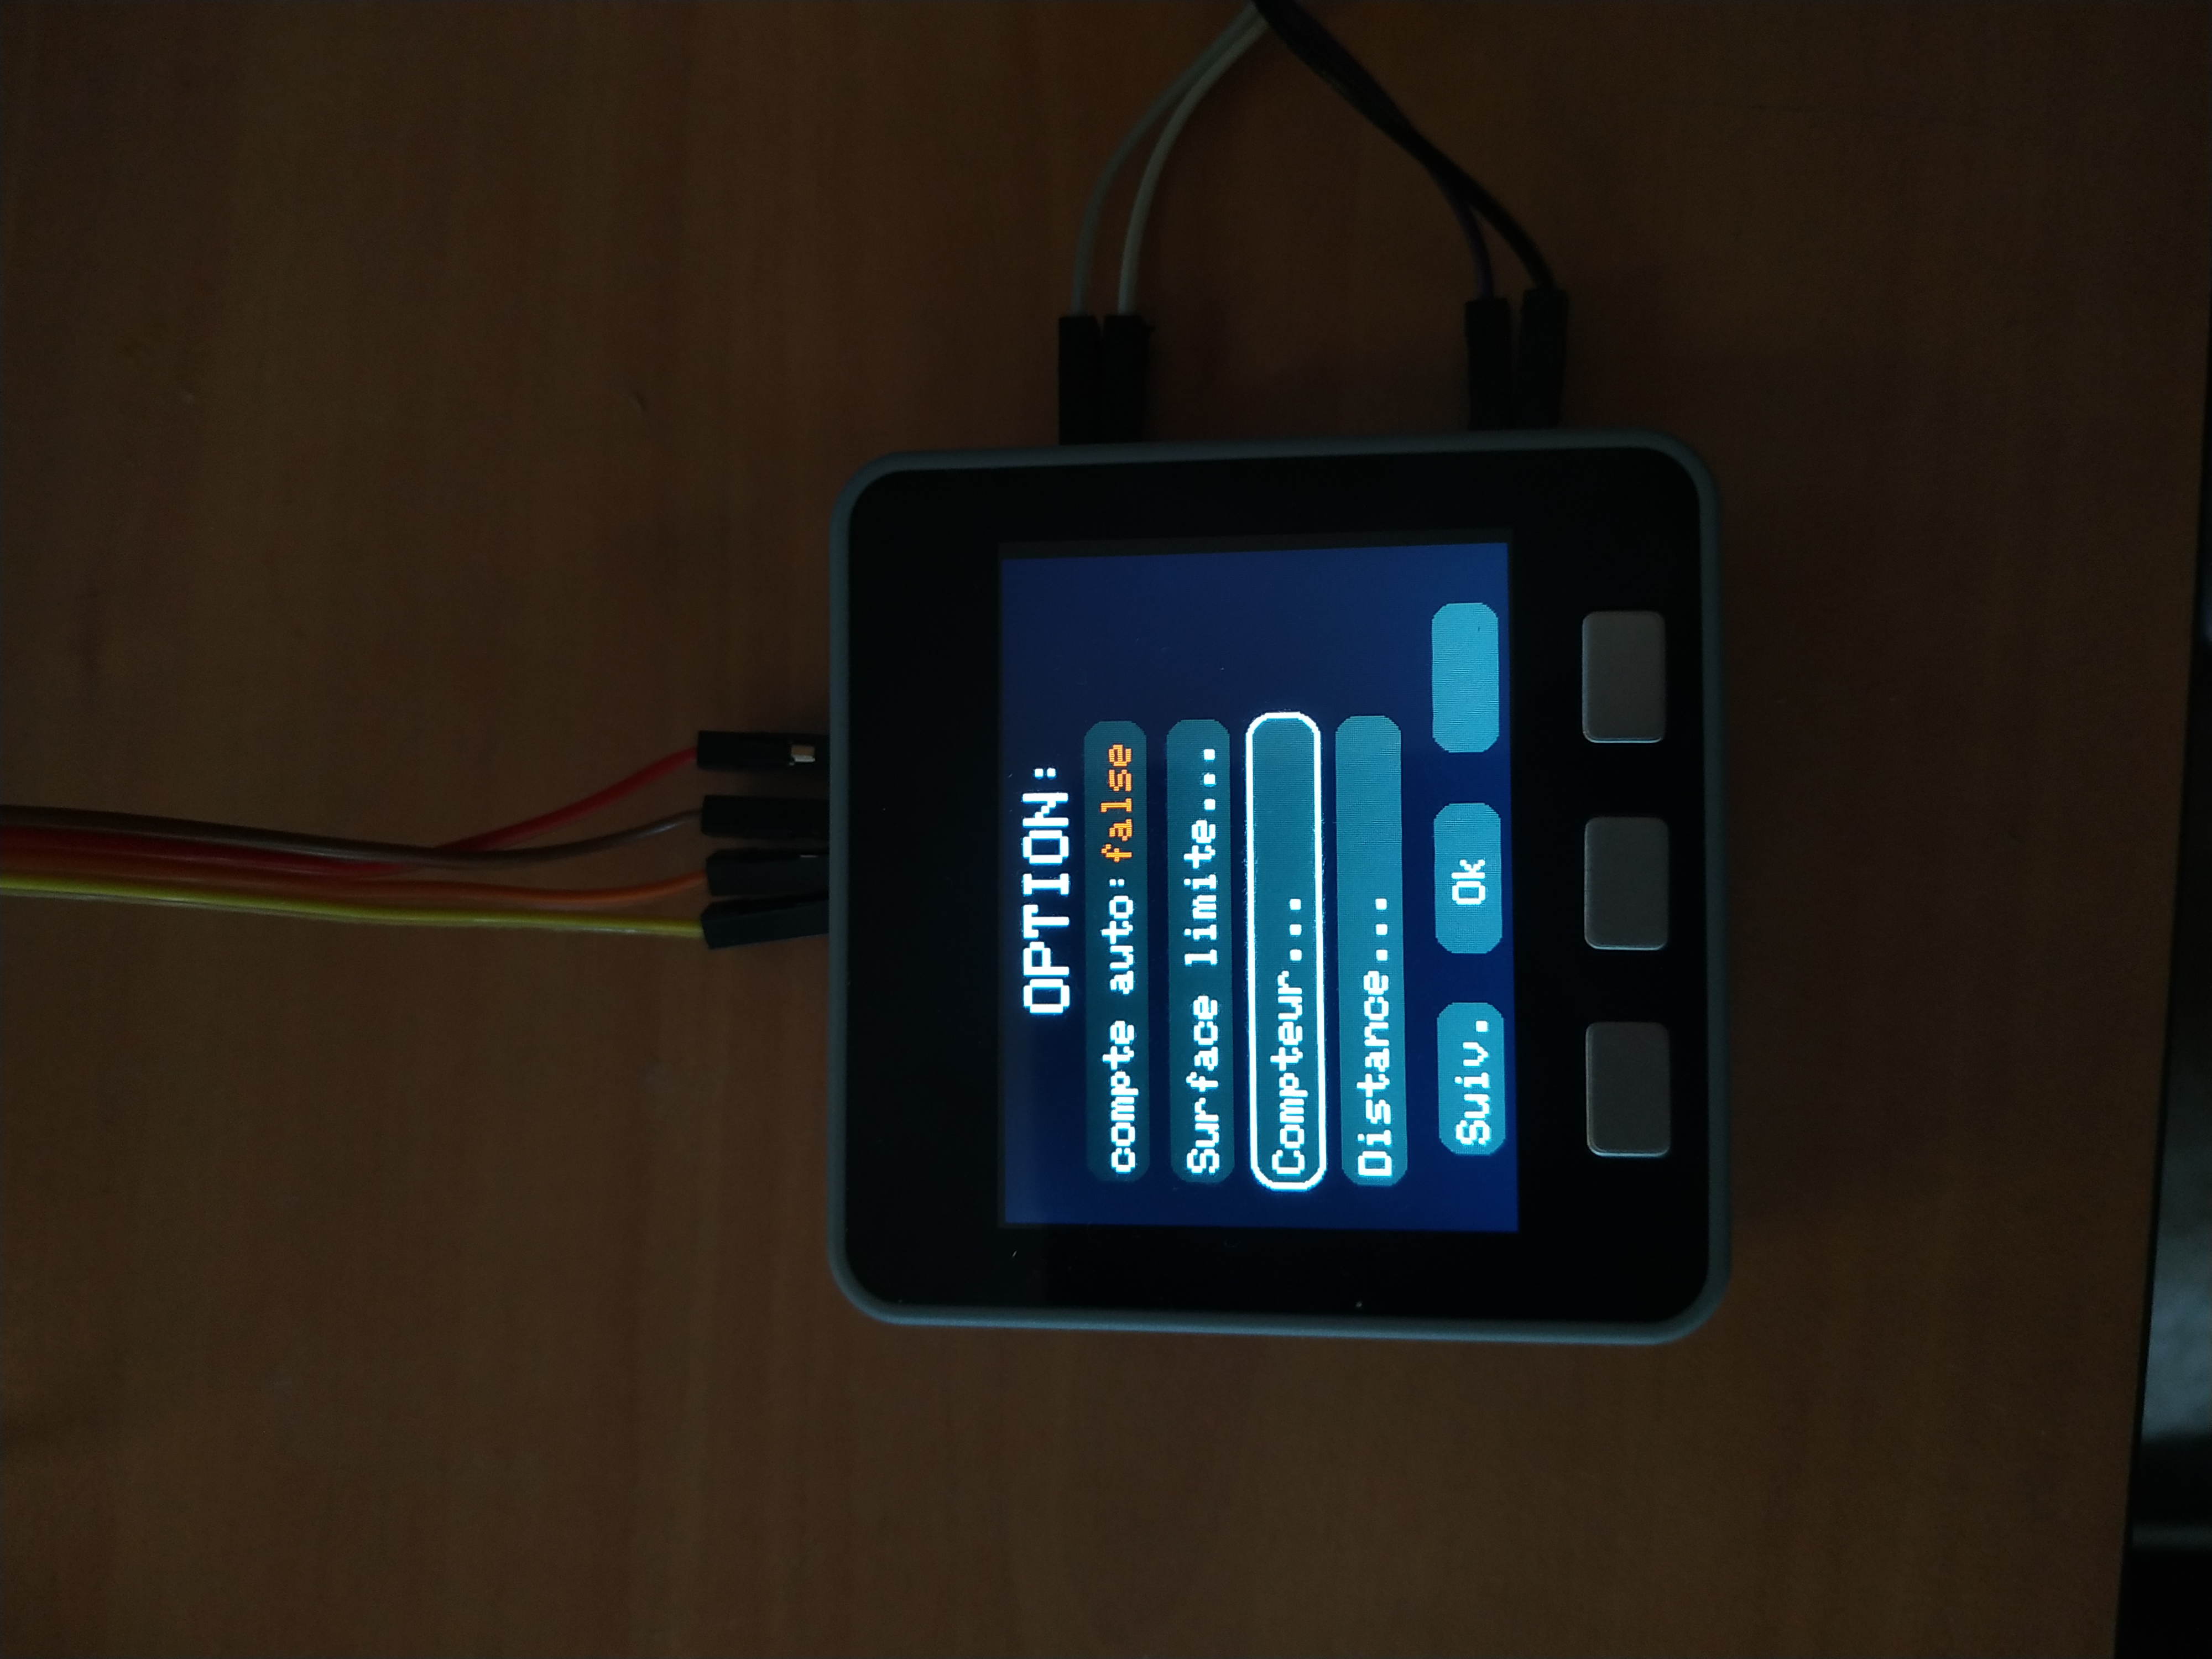 OPTION:
compte auto: false
Surface limite...
Compteur...
Distance...
Suiv. Ok